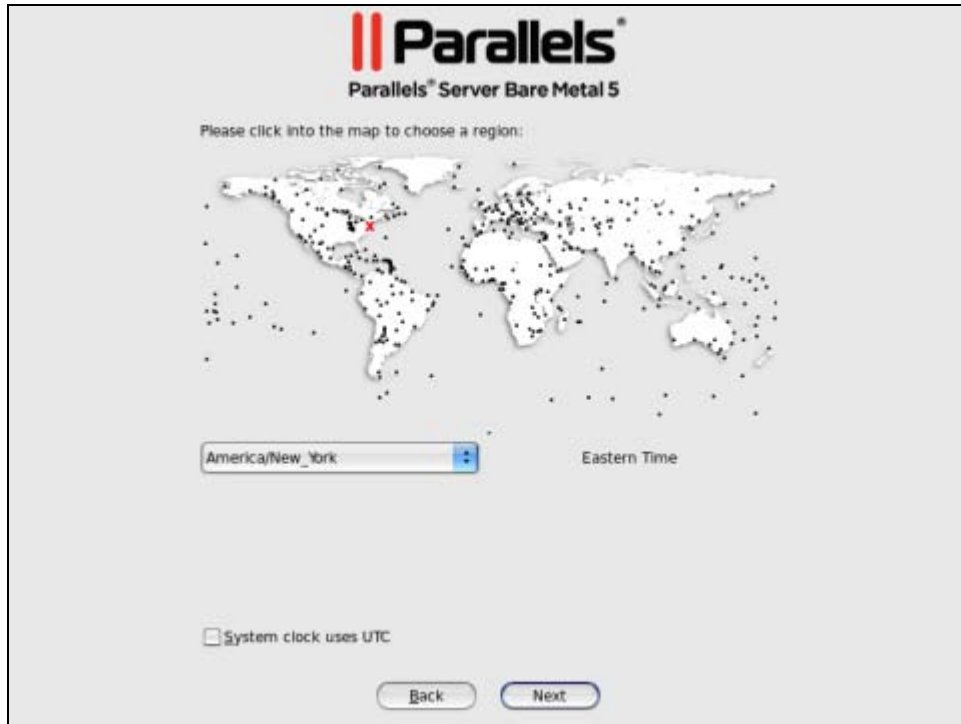 Parallels®
Parallels® Server Bare Metal 5
Please click into the map to choose a region:
x
America/New_York
Eastern Time
System clock uses UTC
Back
Next